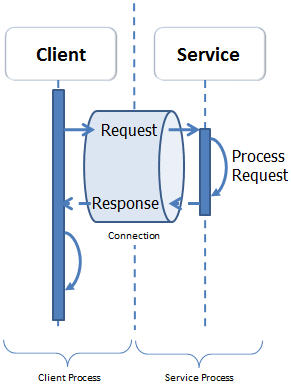 Client
Service
Request
Process
Request
Response
Connection
Client Process
Service Process